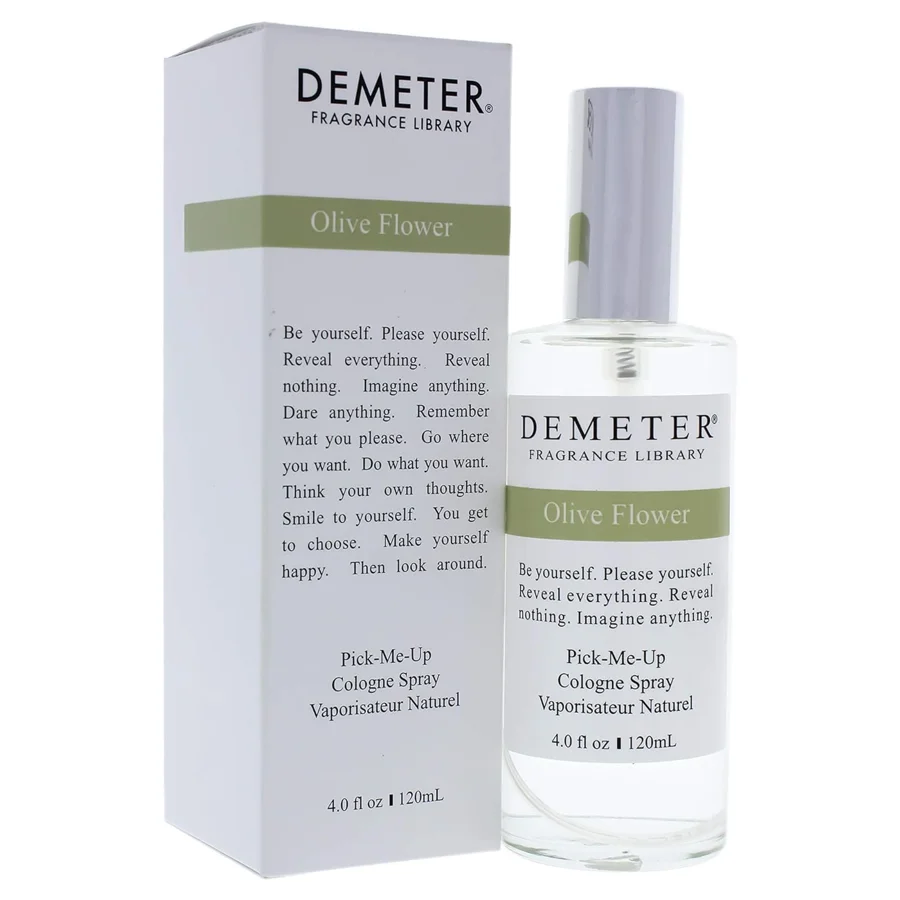 DEMETER®
FRAGRANCE LIBRARY
Olive Flower
Be yourself. Please yourself.
Reveal everything. Reveal
nothing. Imagine anything.
Dare anything. Remember
what you please. Go where
you want. Do what you want.
Think your own thoughts.
Smile to yourself. You get
to choose. Make yourself
happy. Then look around.
Pick-Me-Up
Cologne Spray
Vaporisateur Naturel
4.0 fl oz ▌120mL
DEMETER®
FRAGRANCE LIBRARY
Olive Flower
Be yourself. Please yourself.
Reveal everything. Reveal
nothing. Imagine anything.
Pick-Me-Up
Cologne Spray
Vaporisateur Naturel
4.0 fl oz ▌120mL